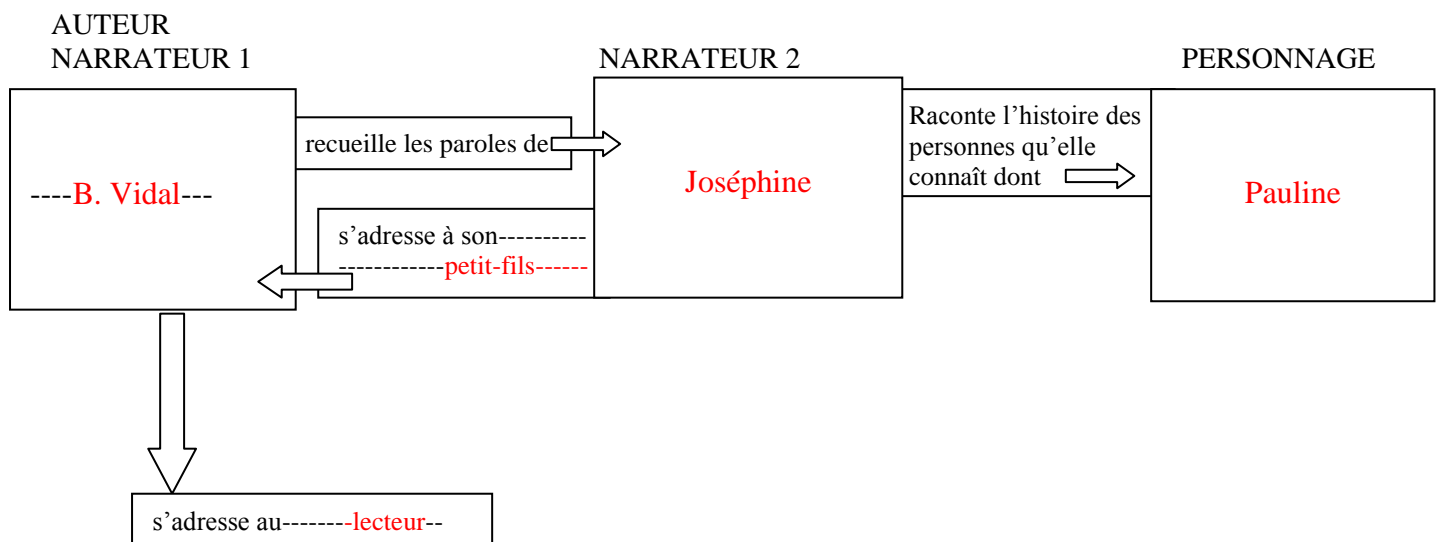 AUTEUR
NARRATEUR 1
NARRATEUR 2
PERSONNAGE
----B. Vidal---
recueille les paroles de
s’adresse à son----------
------------petit-fils------
Joséphine
Raconte l’histoire des
personnes qu’elle
connaît dont
Pauline
s’adresse au--------lecteur--